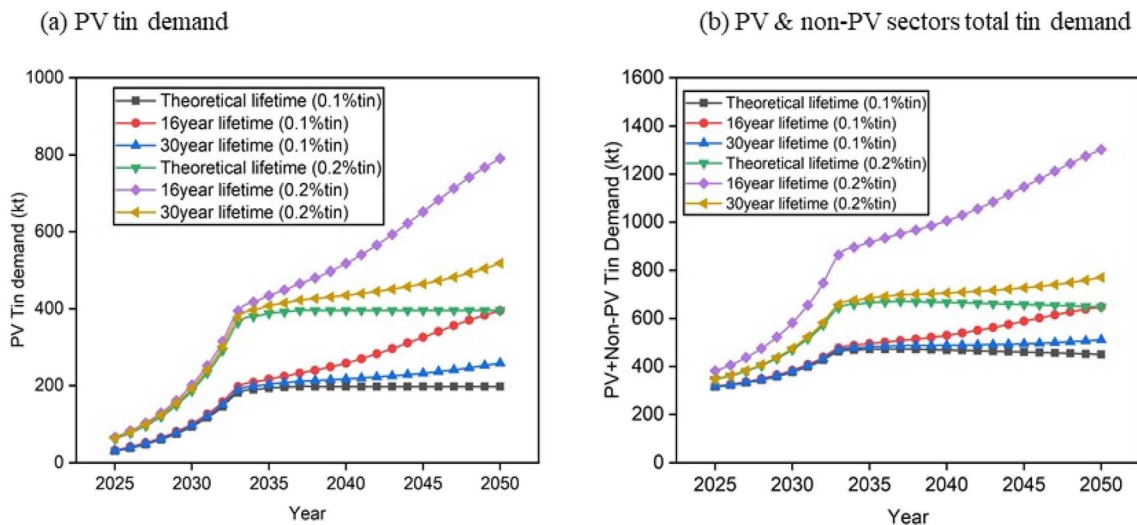 (a) PV tin demand
1000
800
600
400
200
0
PV Tin demand (kt)
Theoretical lifetime (0.1%tin)
16year lifetime (0.1%tin)
30year lifetime (0.1%tin)
Theoretical lifetime (0.2%tin)
16year lifetime (0.2%tin)
30year lifetime (0.2%tin)
2025 2030 2035 2040 2045 2050
Year
(b) PV & non-PV sectors total tin demand
1600
1400
1200
1000
800
600
400
200
0
PV+Non-PV Tin Demand (kt)
Theoretical lifetime (0.1%tin)
16year lifetime (0.1%tin)
30year lifetime (0.1%tin)
Theoretical lifetime (0.2%tin)
16year lifetime (0.2%tin)
30year lifetime (0.2%tin)
2025 2030 2035 2040 2045 2050
Year